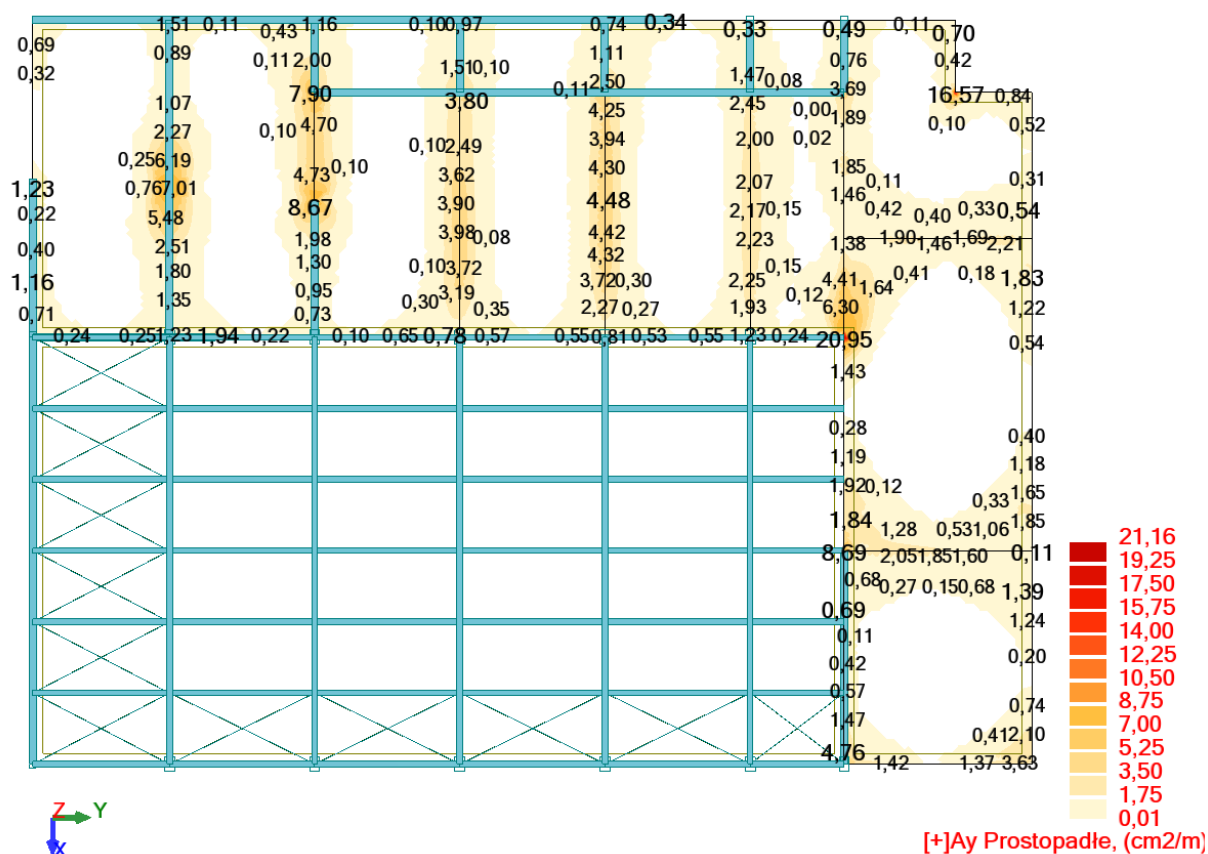 1,51 0,11 1,16 0,10 0,97 0,74 0,34 0,33 0,49 0,11
0,43 0,70
0,69 0,89 0,11 2,00 1,11 0,76 0,42
0,32 1,51 0,10 1,47 0,08
7,90 3,80 0,11 2,50 3,69 16,57 0,84
1,07 4,25 2,45 0,00 1,89
2,27 0,10 4,70 3,94 2,00 0,02 0,10 0,52
0,25 6,19 0,10 0,10 2,49 4,30 1,85
1,23 0,76 7,01 4,73 3,62 2,07 1,46 0,11 0,31
0,22 5,48 8,67 3,90 4,48 2,17 0,15 0,42 0,40 0,33 0,54
0,40 2,51 1,98 3,98 0,08 4,42 2,23 1,38 1,90 1,46 1,69 2,21
1,80 1,30 0,10 3,72 4,32 0,15
1,16 0,95 3,19 3,72 0,30 2,25 4,41 1,64 0,41 0,18 1,83
0,71 1,35 0,73 0,30 0,35 2,27 0,27 1,93 0,12 6,30 1,22
0,24 0,25 1,23 1,94 0,22 0,10 0,65 0,78 0,57 0,55 0,81 0,53 0,55 1,23 0,24 20,95 0,54
1,43
0,28 0,40
1,19 1,18
1,92 0,12 0,33 1,65
1,84 1,28 0,53 1,06 1,85
8,69 2,05 1,85 1,60 0,11
0,68 0,27 0,15 0,68 1,39
0,69 1,24
0,11
0,42 0,20
0,57
1,47 0,74
4,76 0,41 2,10
1,42 1,37 3,63
21,16
19,25
17,50
15,75
14,00
12,25
10,50
8,75
7,00
5,25
3,50
1,75
0,01
Z Y
X
[+]Ay Prostopadłe, (cm2/m)